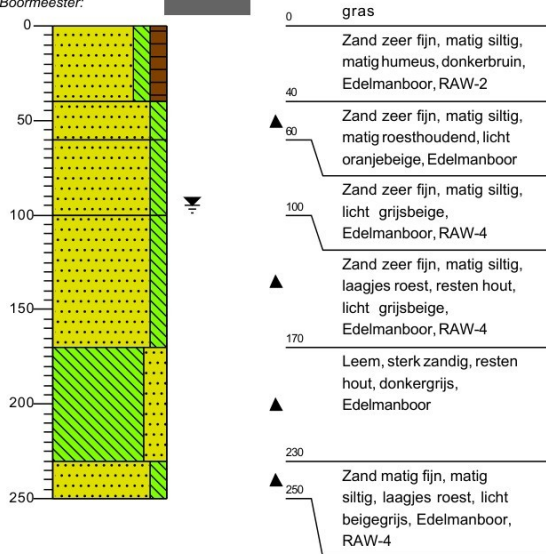 Boormeester:
0
50
100
150
200
250
0
gras
Zand zeer fijn, matig siltig,
matig humeus, donkerbruin,
Edelmanboor, RAW-2
40
Zand zeer fijn, matig siltig,
matig roesthoudend, licht
oranjebeige, Edelmanboor
60
Zand zeer fijn, matig siltig,
licht grijsbeige,
Edelmanboor, RAW-4
100
Zand zeer fijn, matig siltig,
laagjes roest, resten hout,
licht grijsbeige,
Edelmanboor, RAW-4
170
Leem, sterk zandig, resten
hout, donkergrijs,
Edelmanboor
230
Zand matig fijn, matig
siltig, laagjes roest, licht
beigegrijs, Edelmanboor,
RAW-4
250